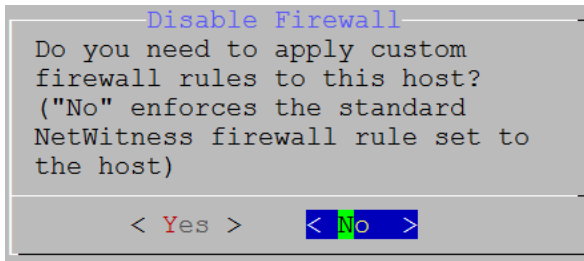 Disable Firewall
Do you need to apply custom
firewall rules to this host?
("No" enforces the standard
NetWitness firewall rule set to
the host)
< Yes > < No >